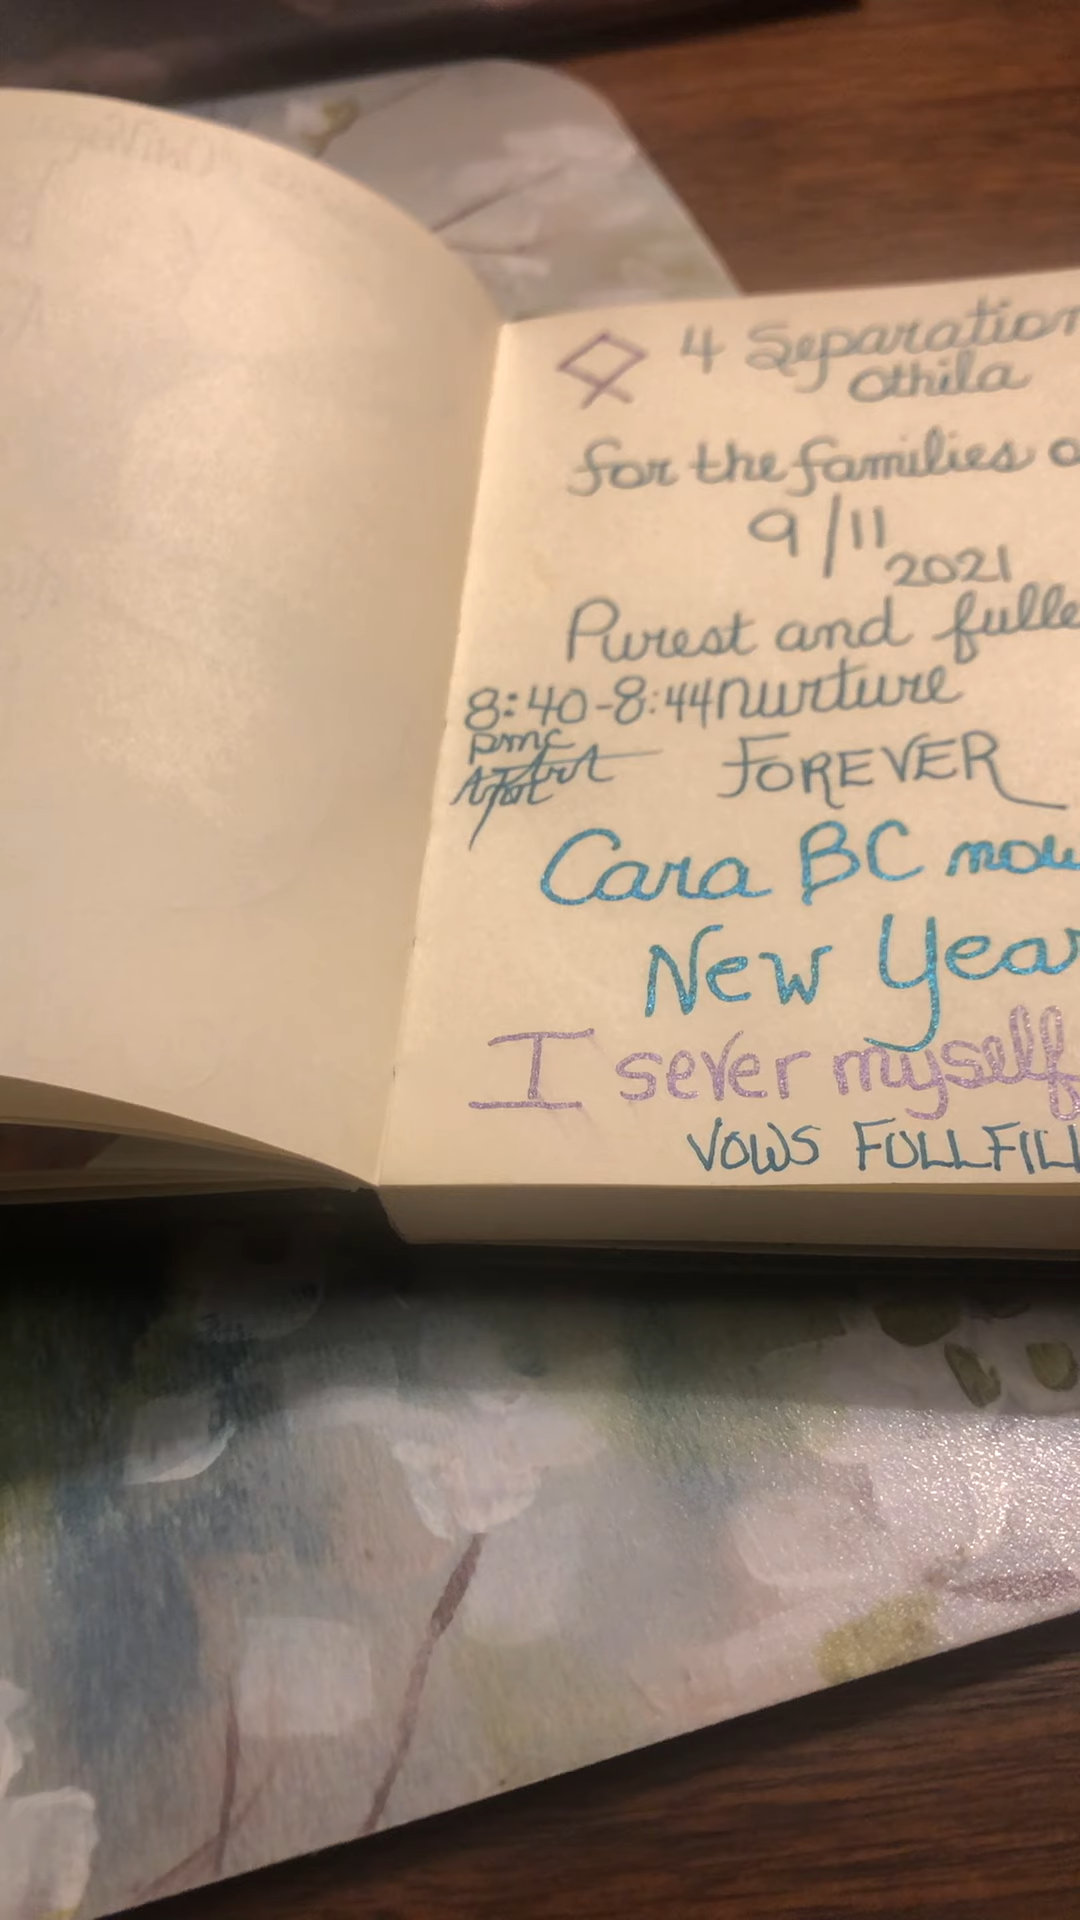 4 Separation
Othila
for the families o
9/11
2021
Purest and fulle
8:40-8:44 nurture
pmc
FOREVER
Cara BC now
New Year
I sever myself
VOWS FULLFILL